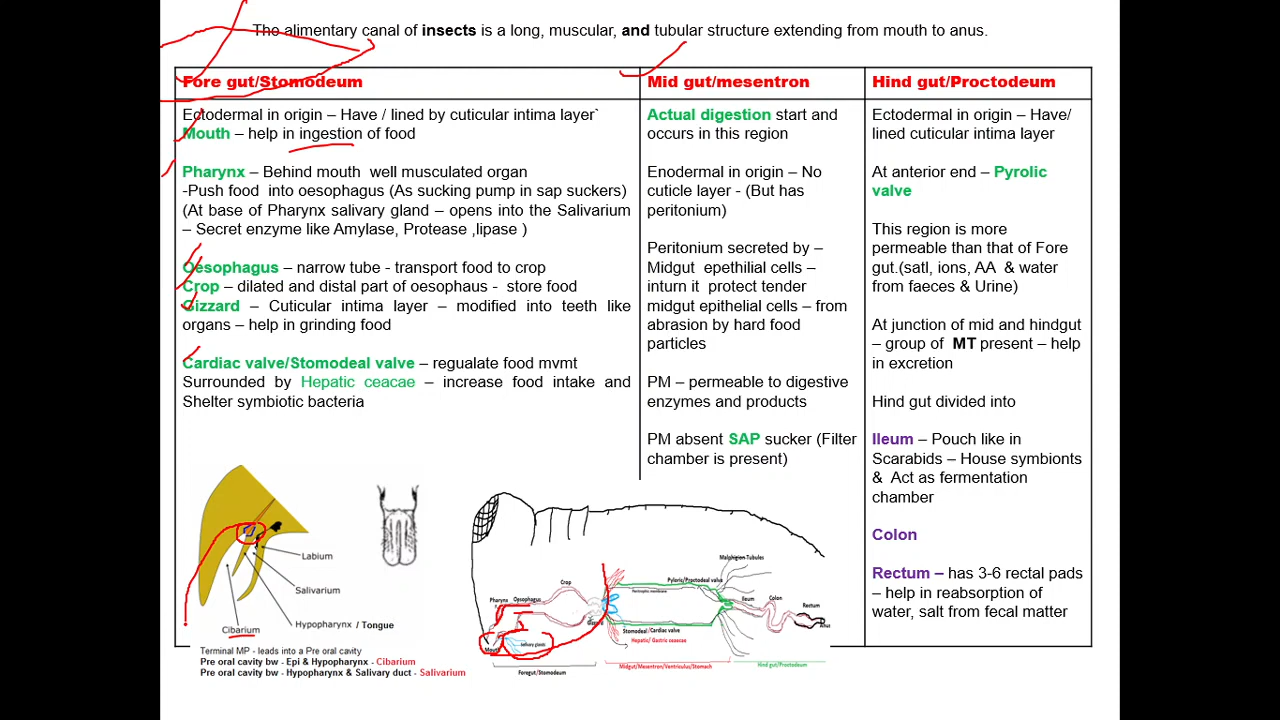 The alimentary canal of insects is a long, muscular, and tubular structure extending from mouth to anus.
Fore gut/Stomodeum
Ectodermal in origin – Have / lined by cuticular intima layer`
Mouth – help in ingestion of food
Pharynx – Behind mouth well musculated organ
-Push food into oesophagus (As sucking pump in sap suckers)
(At base of Pharynx salivary gland – opens into the Salivarium
– Secret enzyme like Amylase, Protease ,lipase )
Oesophagus – narrow tube - transport food to crop
Crop – dilated and distal part of oesophaus - store food
Gizzard – Cuticular intima layer – modified into teeth like
organs – help in grinding food
Cardiac valve/Stomodeal valve – regualate food mvmt
Surrounded by Hepatic ceacae – increase food intake and
Shelter symbiotic bacteria
Mid gut/mesentron
Actual digestion start and
occurs in this region
Enodermal in origin – No
cuticle layer - (But has
peritonium)
Peritonium secreted by –
Midgut epethilial cells –
inturn it protect tender
midgut epithelial cells – from
abrasion by hard food
particles
PM – permeable to digestive
enzymes and products
PM absent SAP sucker (Filter
chamber is present)
Hind gut/Proctodeum
Ectodermal in origin – Have/
lined cuticular intima layer
At anterior end – Pyrolic
valve
This region is more
permeable than that of Fore
gut.(satl, ions, AA & water
from faeces & Urine)
At junction of mid and hindgut
– group of MT present – help
in excretion
Hind gut divided into
Ileum – Pouch like in
Scarabids – House symbionts
& Act as fermentation
chamber
Colon
Rectum – has 3-6 rectal pads
– help in reabsorption of
water, salt from fecal matter
Labium
Salivarium
Hypopharynx / Tongue
Cibarium
Terminal MP - leads into a Pre oral cavity
Pre oral cavity bw - Epi & Hypopharynx - Cibarium
Pre oral cavity bw - Hypopharynx & Salivary duct - Salivarium
Malphigion-Tubules
Pyloric/Proctodeal valve
Crop
Pharynx
Oesophagus
Peritrophic membrane
Ileum
Colon
Rectum
Anus
Gizzard
Stomodeal/Cardiac valve
Hepatic/ Gastric ceaecae
Salivary glands
Mouth
Foregut/Stomodeum
Midgut/Mesentron/Ventriculus/Stomach
Hind gut/Proctodeum